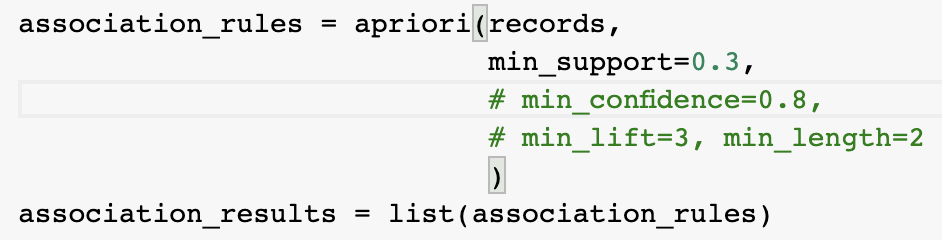 association_rules = apriori(records,
min_support=0.3,
# min_confidence=0.8,
# min_lift=3, min_length=2
)
association_results = list(association_rules)